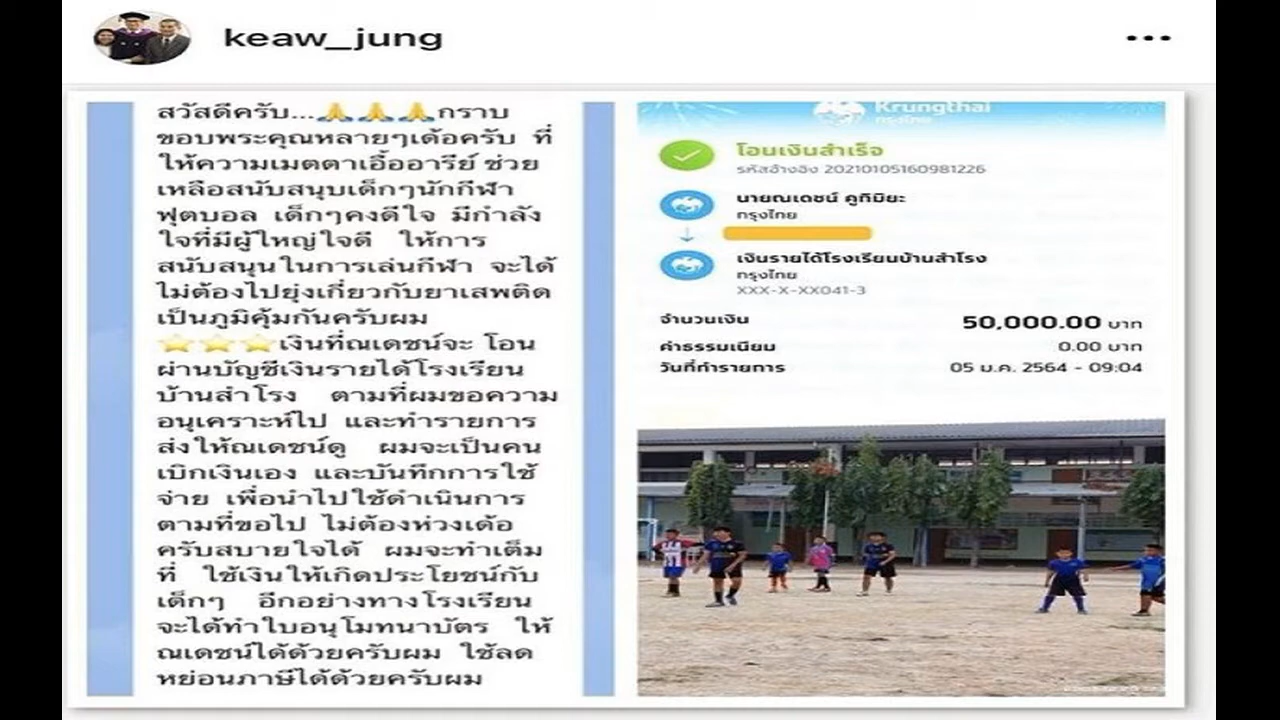 keaw_jung
สวัสดีครับ...🙏🙏🙏กราบ
ขอบพระคุณหลายๆเด้อครับ ที่
ให้ความเมตตาเอื้ออารีย์ ช่วย
เหลือสนับสนุบเด็กๆนักกีฬา
ฟุตบอล เด็กๆคงดีใจ มีกำลัง
ใจที่มีผู้ใหญ่ใจดี ให้การ
สนับสนุนในการเล่นกีฬา จะได้
ไม่ต้องไปยุ่งเกี่ยวกับยาเสพติด
เป็นภูมิคุ้มกันครับผม
⭐⭐⭐เงินที่ณเดชน์จะ โอน
ผ่านบัญชีเงินรายได้โรงเรียน
บ้านสำโรง ตามที่ผมขอความ
อนุเคราะห์ไป และทำรายการ
ส่งให้ณเดชน์ดู ผมจะเป็นคน
เบิกเงินเอง และบันทึกการใช้
จ่าย เพื่อนำไปใช้ดำเนินการ
ตามที่ขอไป ไม่ต้องห่วงเด้อ
ครับสบายใจได้ ผมจะทำเต็ม
ที่ ใช้เงินให้เกิดประโยชน์กับ
เด็กๆ อีกอย่างทางโรงเรียน
จะได้ทำใบอนุโมทนาบัตร ให้
ณเดชน์ได้ด้วยครับผม ใช้ลด
หย่อนภาษีได้ด้วยครับผม
Krungthai
กรุงไทย
โอนเงินสำเร็จ
รหัสอ้างอิง 20210105160981226
นายณเดชน์ คูกิมิยะ
กรุงไทย
เงินรายได้โรงเรียนบ้านสำโรง
กรุงไทย
XXX-X-XX041-3
จำนวนเงิน 50,000.00 บาท
ค่าธรรมเนียม 0.00 บาท
วันที่ทำรายการ 05 ม.ค. 2564 - 09:04